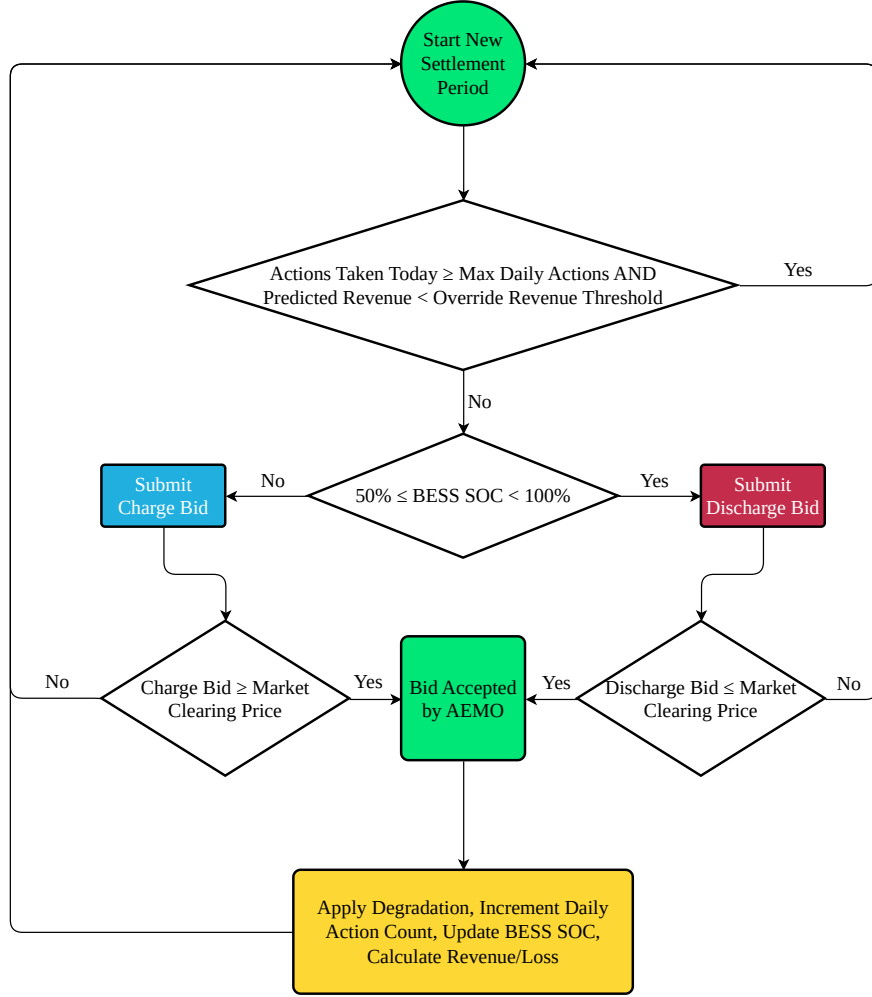 Start New
Settlement
Period
Actions Taken Today ≥ Max Daily Actions AND
Predicted Revenue < Override Revenue Threshold
Yes
No
Submit
Charge Bid
No
50% ≤ BESS SOC < 100%
Yes
Submit
Discharge Bid
No
Charge Bid ≥ Market
Clearing Price
Yes
Bid Accepted
by AEMO
Yes
Discharge Bid ≤ Market
Clearing Price
No
Apply Degradation, Increment Daily
Action Count, Update BESS SOC,
Calculate Revenue/Loss